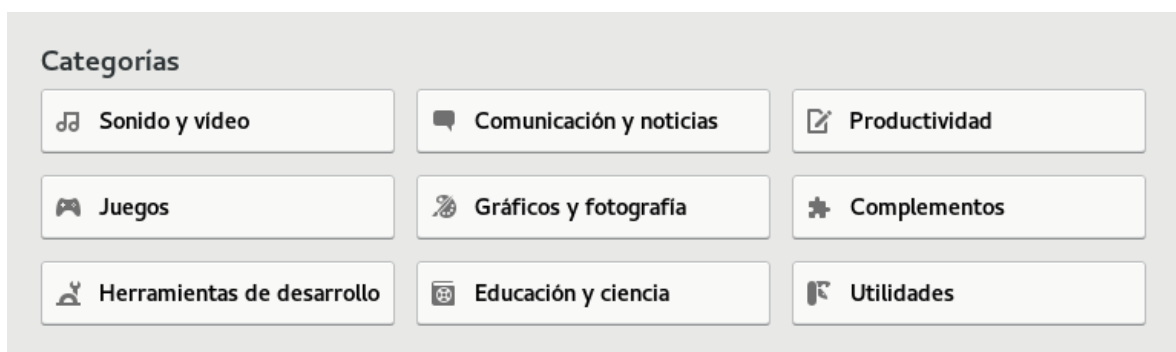 Categorías
Sonido y vídeo
Comunicación y noticias
Productividad
Juegos
Gráficos y fotografía
Complementos
Herramientas de desarrollo
Educación y ciencia
Utilidades